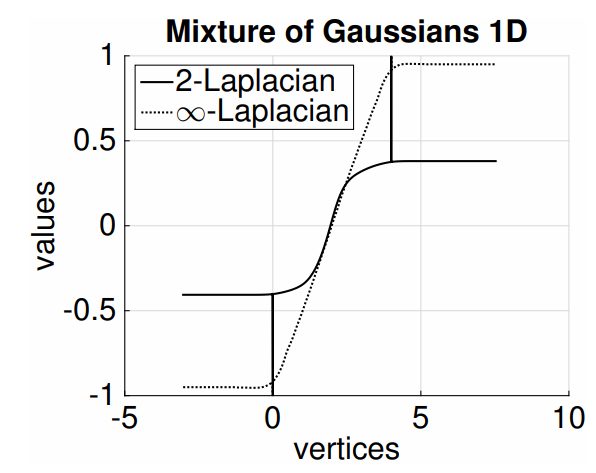 Mixture of Gaussians 1D
2-Laplacian
∞-Laplacian
1
0.5
0
-0.5
-1
values
-5 0 5 10
vertices